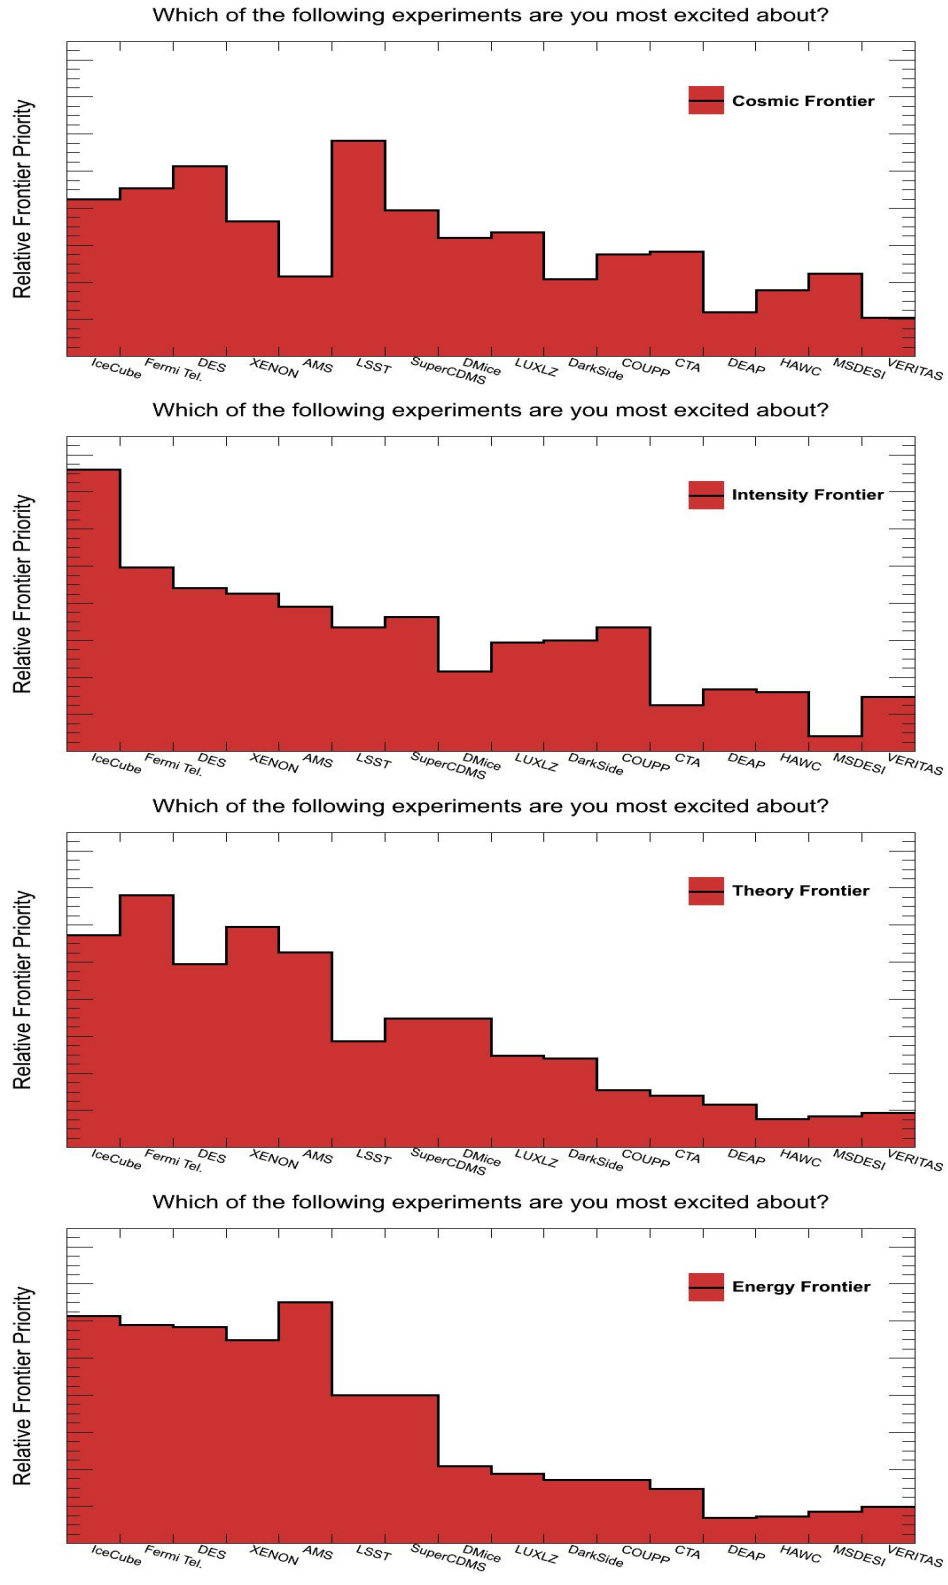 Which of the following experiments are you most excited about?
Relative Frontier Priority
Cosmic Frontier
IceCube Fermi Tel. DES XENON AMS LSST SuperCDMS DMice LUXLZ DarkSide COUPP CTA DEAP HAWC MSDESI VERITAS
Which of the following experiments are you most excited about?
Relative Frontier Priority
Intensity Frontier
IceCube Fermi Tel. DES XENON AMS LSST SuperCDMS DMice LUXLZ DarkSide COUPP CTA DEAP HAWC MSDESI VERITAS
Which of the following experiments are you most excited about?
Relative Frontier Priority
Theory Frontier
IceCube Fermi Tel. DES XENON AMS LSST SuperCDMS DMice LUXLZ DarkSide COUPP CTA DEAP HAWC MSDESI VERITAS
Which of the following experiments are you most excited about?
Relative Frontier Priority
Energy Frontier
IceCube Fermi Tel. DES XENON AMS LSST SuperCDMS DMice LUXLZ DarkSide COUPP CTA DEAP HAWC MSDESI VERITAS